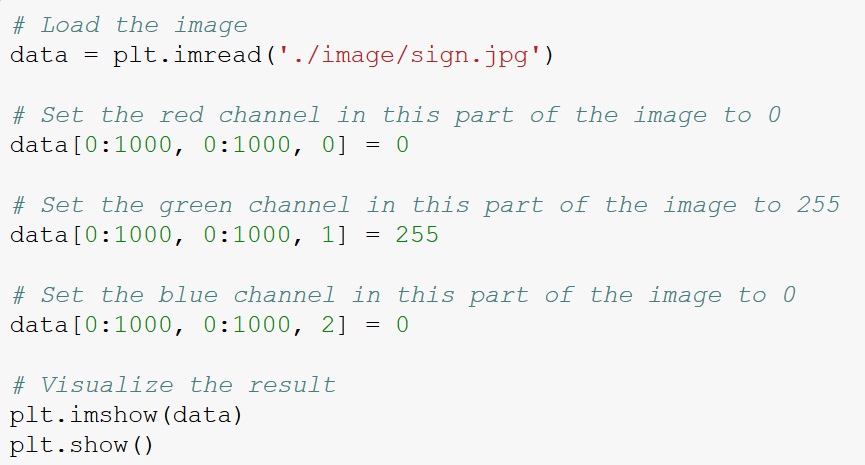 # Load the image
data = plt.imread('./image/sign.jpg')
# Set the red channel in this part of the image to 0
data[0:1000, 0:1000, 0] = 0
# Set the green channel in this part of the image to 255
data[0:1000, 0:1000, 1] = 255
# Set the blue channel in this part of the image to 0
data[0:1000, 0:1000, 2] = 0
# Visualize the result
plt.imshow(data)
plt.show()